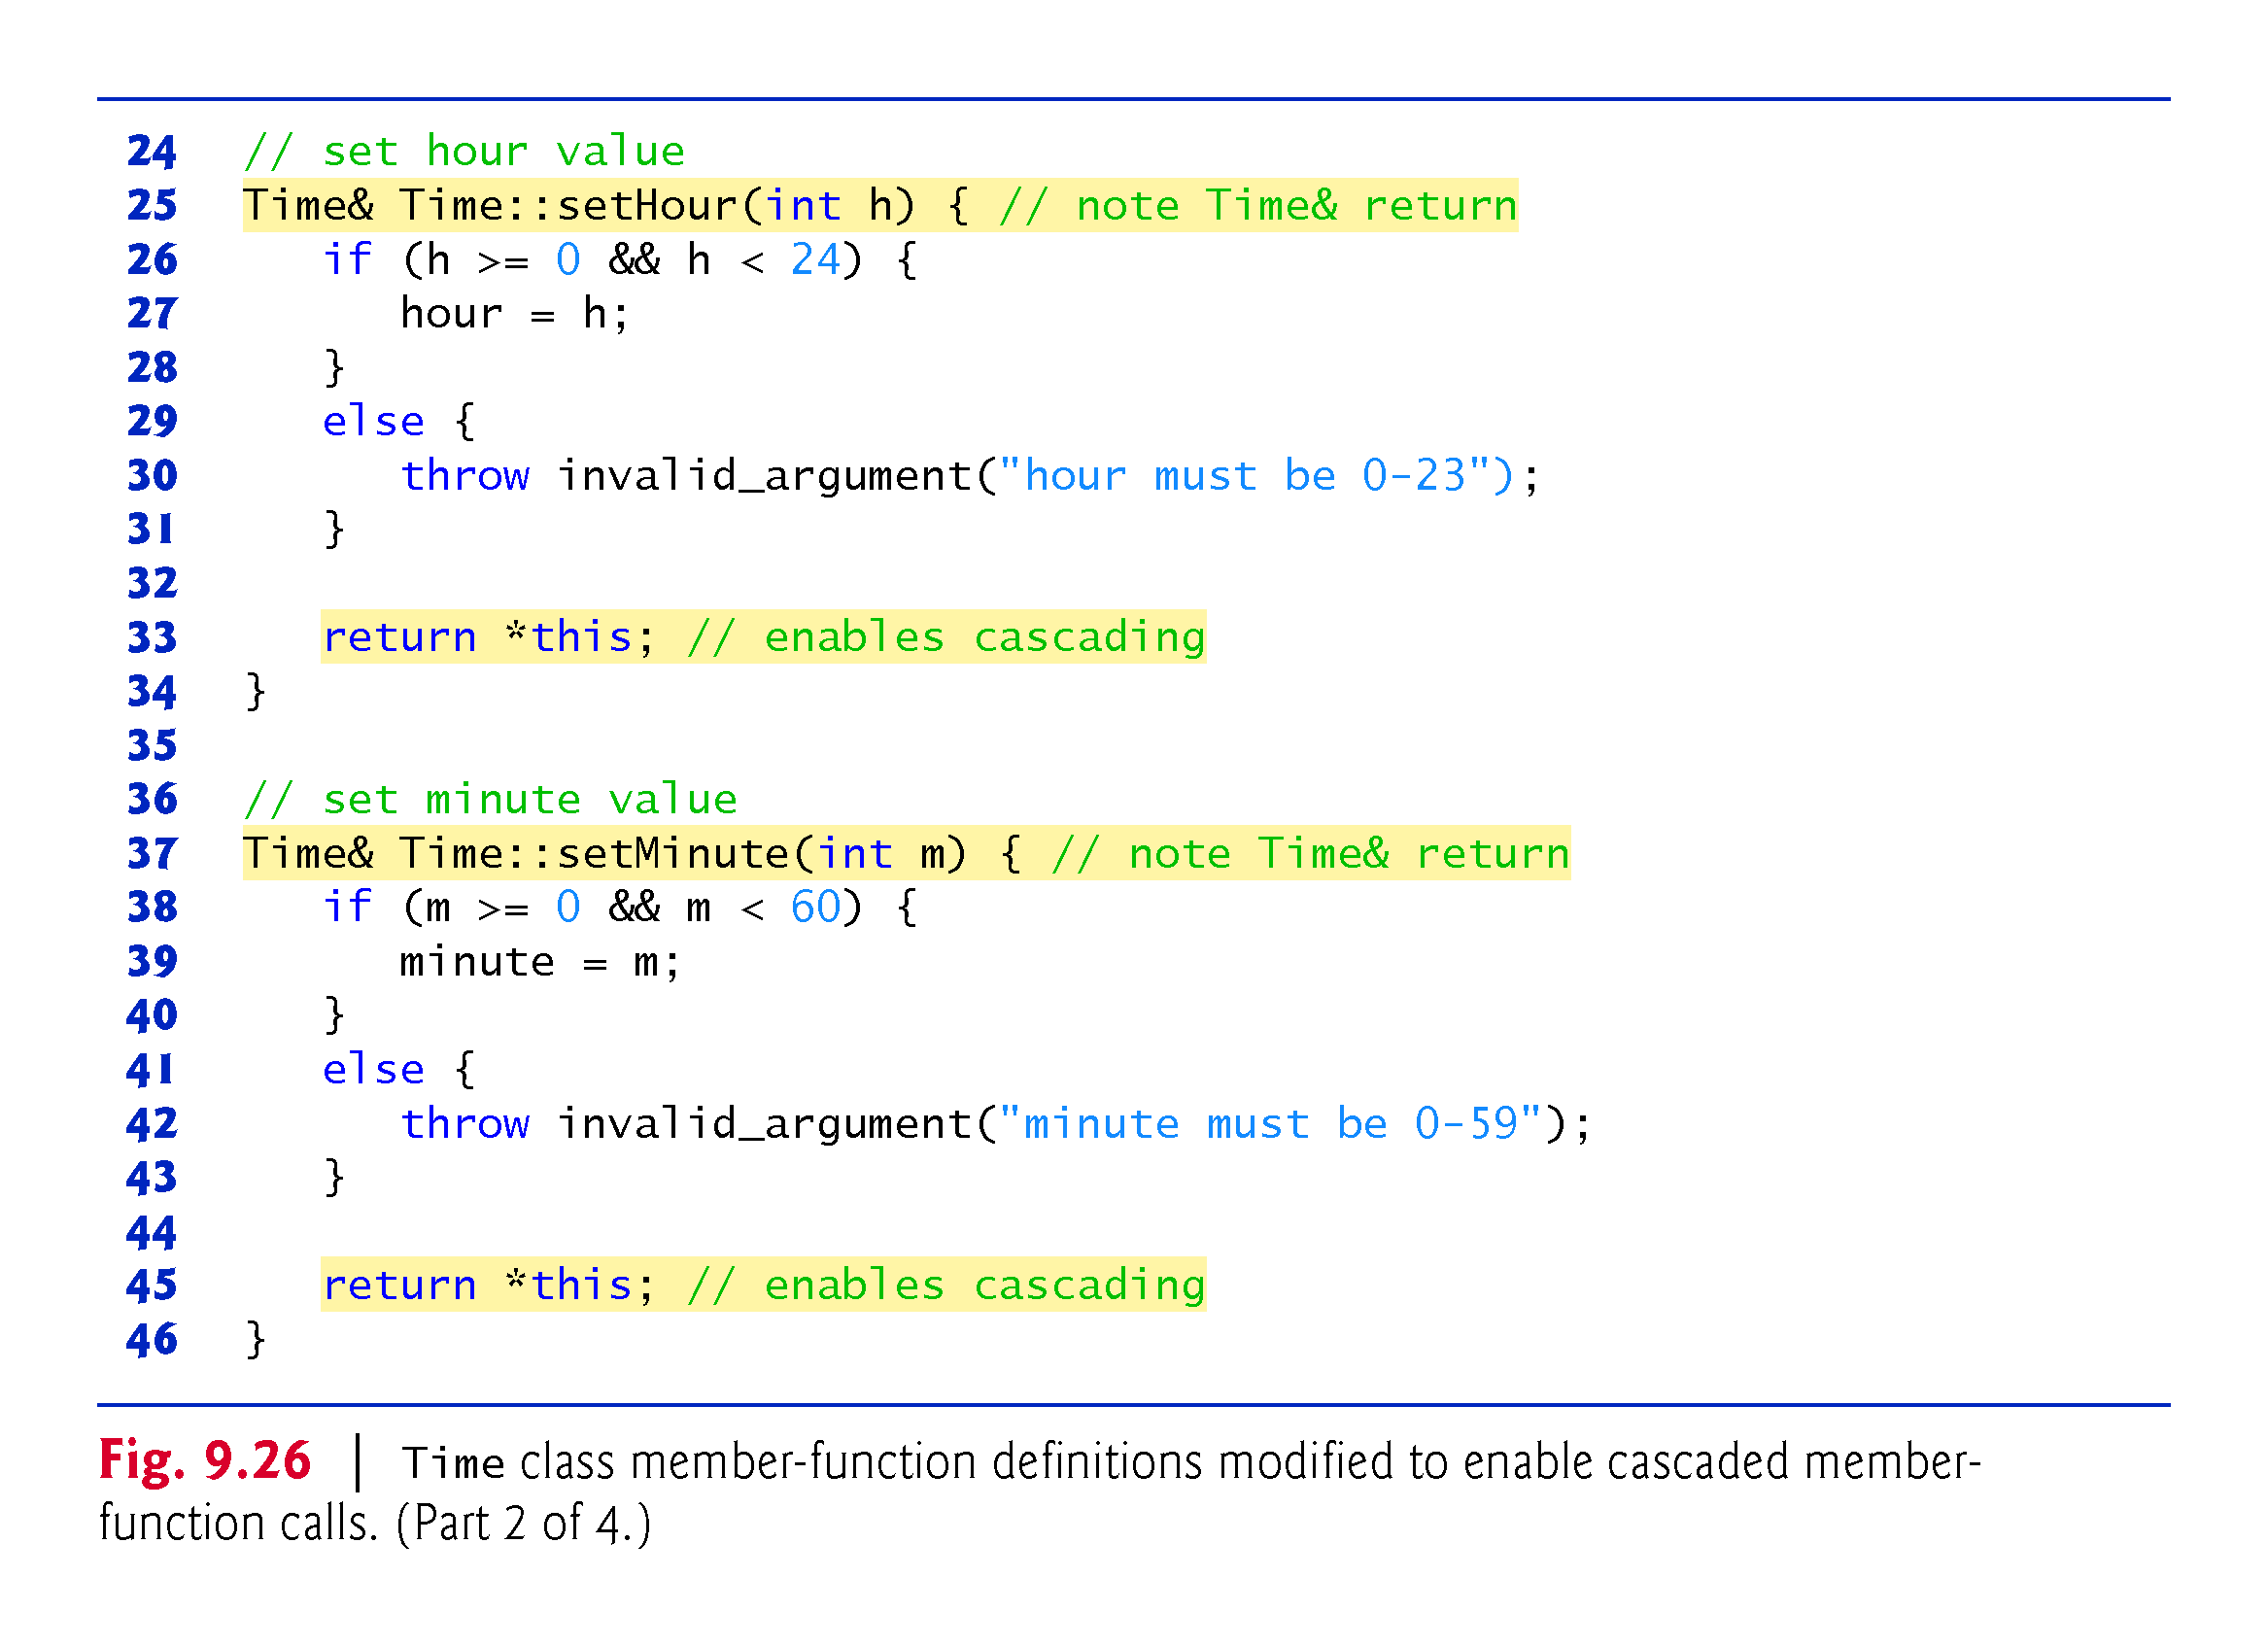 24 // set hour value
25 Time& Time::setHour(int h) { // note Time& return
26    if (h >= 0 && h < 24) {
27       hour = h;
28    }
29    else {
30       throw invalid_argument("hour must be 0-23");
31    }
32
33    return *this; // enables cascading
34 }
35
36 // set minute value
37 Time& Time::setMinute(int m) { // note Time& return
38    if (m >= 0 && m < 60) {
39       minute = m;
40    }
41    else {
42       throw invalid_argument("minute must be 0-59");
43    }
44
45    return *this; // enables cascading
46 }
Fig. 9.26 | Time class member-function definitions modified to enable cascaded member-
function calls. (Part 2 of 4.)